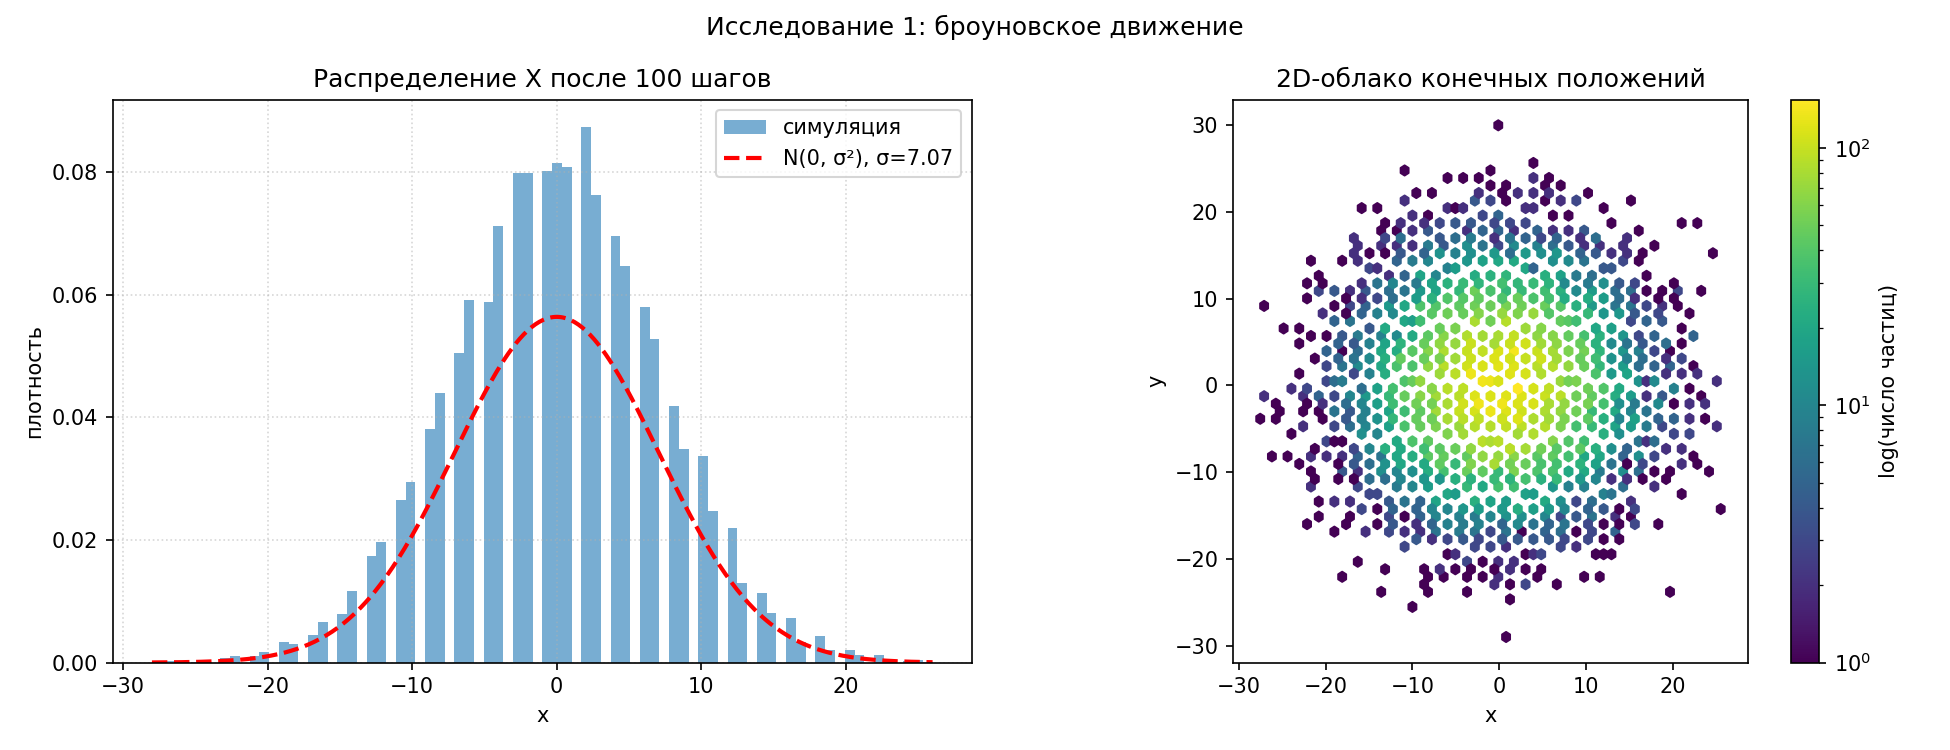 Исследование 1: броуновское движение
Распределение X после 100 шагов
симуляция
N(0, σ²), σ=7.07
плотность
0.08
0.06
0.04
0.02
0.00
−30 −20 −10 0 10 20
x
2D-облако конечных положений
y
30
20
10
0
−10
−20
−30
−30 −20 −10 0 10 20
x
10²
10¹
10⁰
log(число частиц)